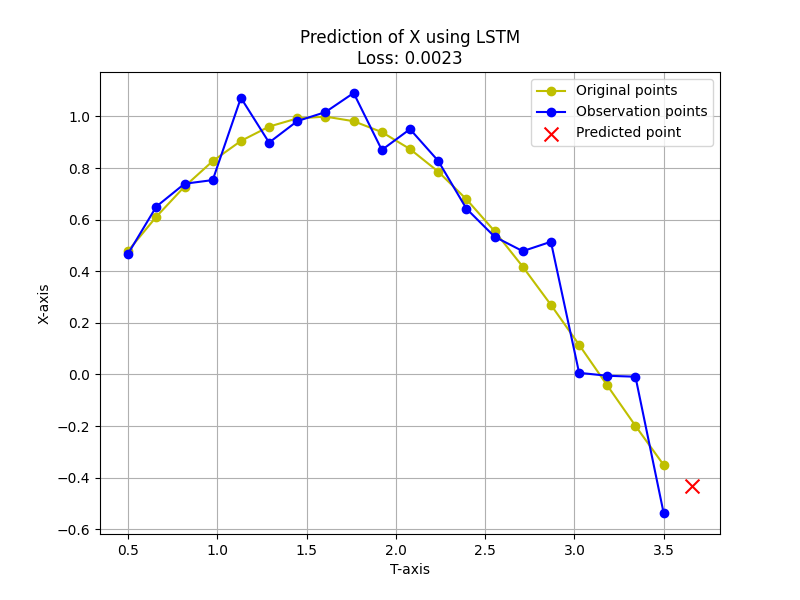 Prediction of X using LSTM
Loss: 0.0023
Original points
Observation points
Predicted point
1.0
0.8
0.6
0.4
0.2
0.0
−0.2
−0.4
−0.6
X-axis
0.5 1.0 1.5 2.0 2.5 3.0 3.5
T-axis